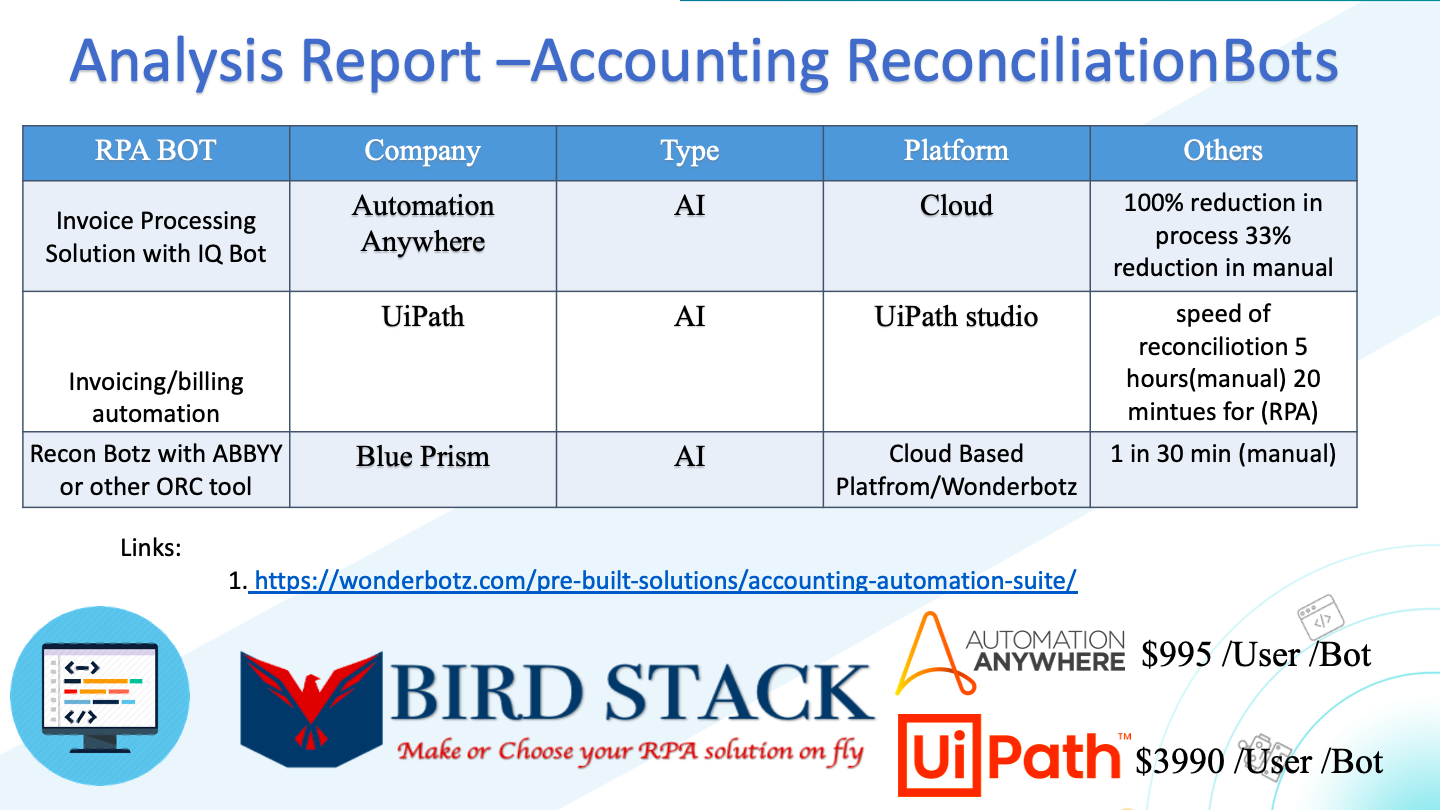 Analysis Report –Accounting ReconciliationBots
RPA BOT
Company
Type
Platform
Others
Invoice Processing
Solution with IQ Bot
Automation
Anywhere
AI
Cloud
100% reduction in
process 33%
reduction in manual
Invoicing/billing
automation
UiPath
AI
UiPath studio
speed of
reconciliotion 5
hours(manual) 20
mintues for (RPA)
Recon Botz with ABBYY
or other ORC tool
Blue Prism
AI
Cloud Based
Platfrom/Wonderbotz
1 in 30 min (manual)
Links:
1. https://wonderbotz.com/pre-built-solutions/accounting-automation-suite/
BIRD STACK
Make or Choose your RPA solution on fly
AUTOMATION
ANYWHERE
$995 /User /Bot
UiPath™
$3990 /User /Bot